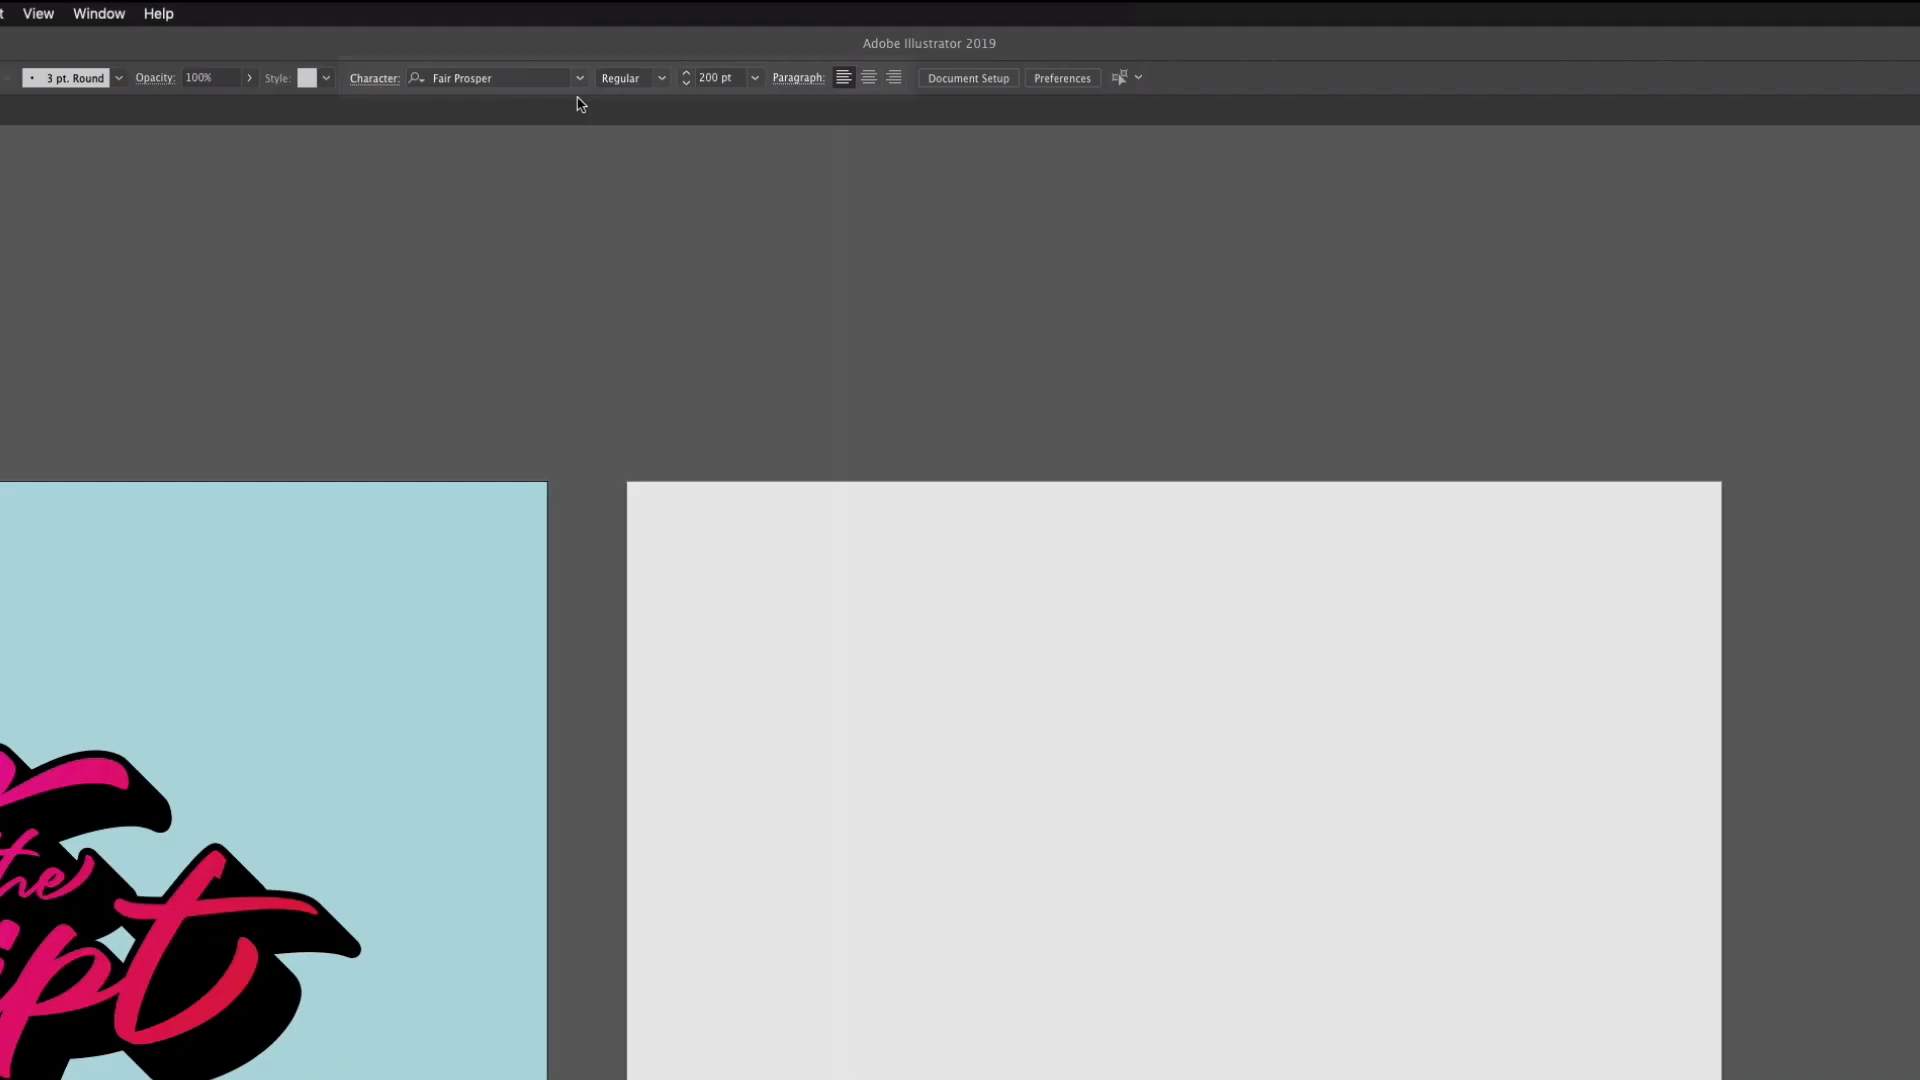 View Window Help
Adobe Illustrator 2019
3 pt. Round Opacity: 100% Style: Character: Fair Prosper Regular 200 pt Paragraph: Document Setup Preferences
the
ipt